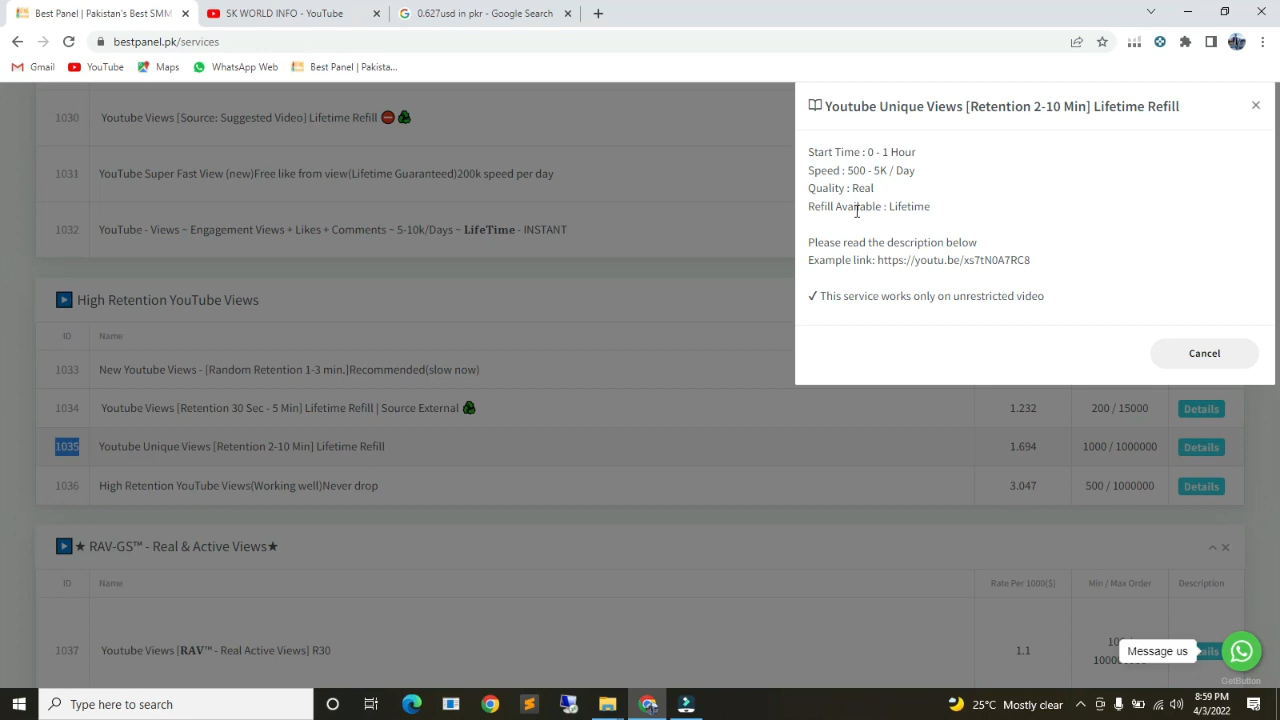 Best Panel | Pakistan's Best SMM
SK WORLD INFO - YouTube
0.627usd in pkr - Google Search
bestpanel.pk/services
Gmail
YouTube
Maps
WhatsApp Web
Best Panel | Pakista...
Youtube Unique Views [Retention 2-10 Min] Lifetime Refill
Start Time : 0 - 1 Hour
Speed : 500 - 5K / Day
Quality : Real
Refill Available : Lifetime
Please read the description below
Example link: https://youtu.be/xs7tN0A7RC8
✓ This service works only on unrestricted video
Cancel
1030 Youtube Views [Source: Suggested Video] Lifetime Refill
1031 YouTube Super Fast View (new)Free like from view(Lifetime Guaranteed)200k speed per day
1032 YouTube - Views ~ Engagement Views + Likes + Comments ~ 5-10k/Days ~ LifeTime - INSTANT
High Retention YouTube Views
ID Name
1033 New Youtube Views - [Random Retention 1-3 min.]Recommended(slow now)
1034 Youtube Views [Retention 30 Sec - 5 Min] Lifetime Refill | Source External 1.232 200 / 15000 Details
1035 Youtube Unique Views [Retention 2-10 Min] Lifetime Refill 1.694 1000 / 1000000 Details
1036 High Retention YouTube Views(Working well)Never drop 3.047 500 / 1000000 Details
★ RAV-GS™ - Real & Active Views★
ID Name Rate Per 1000($) Min / Max Order Description
1037 Youtube Views [RAV™ - Real Active Views] R30 1.1
Message us
GetButton
Type here to search
25°C Mostly clear
8:59 PM
4/3/2022